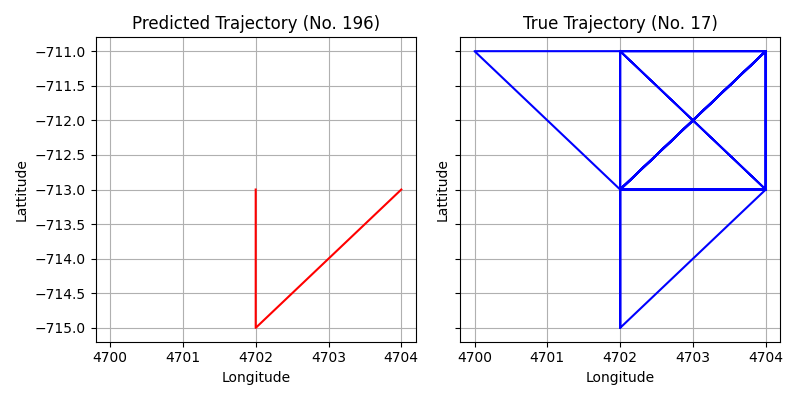 Predicted Trajectory (No. 196)
True Trajectory (No. 17)
−711.0
−711.5
−712.0
−712.5
−713.0
−713.5
−714.0
−714.5
−715.0
Lattitude
Lattitude
4700 4701 4702 4703 4704
4700 4701 4702 4703 4704
Longitude
Longitude